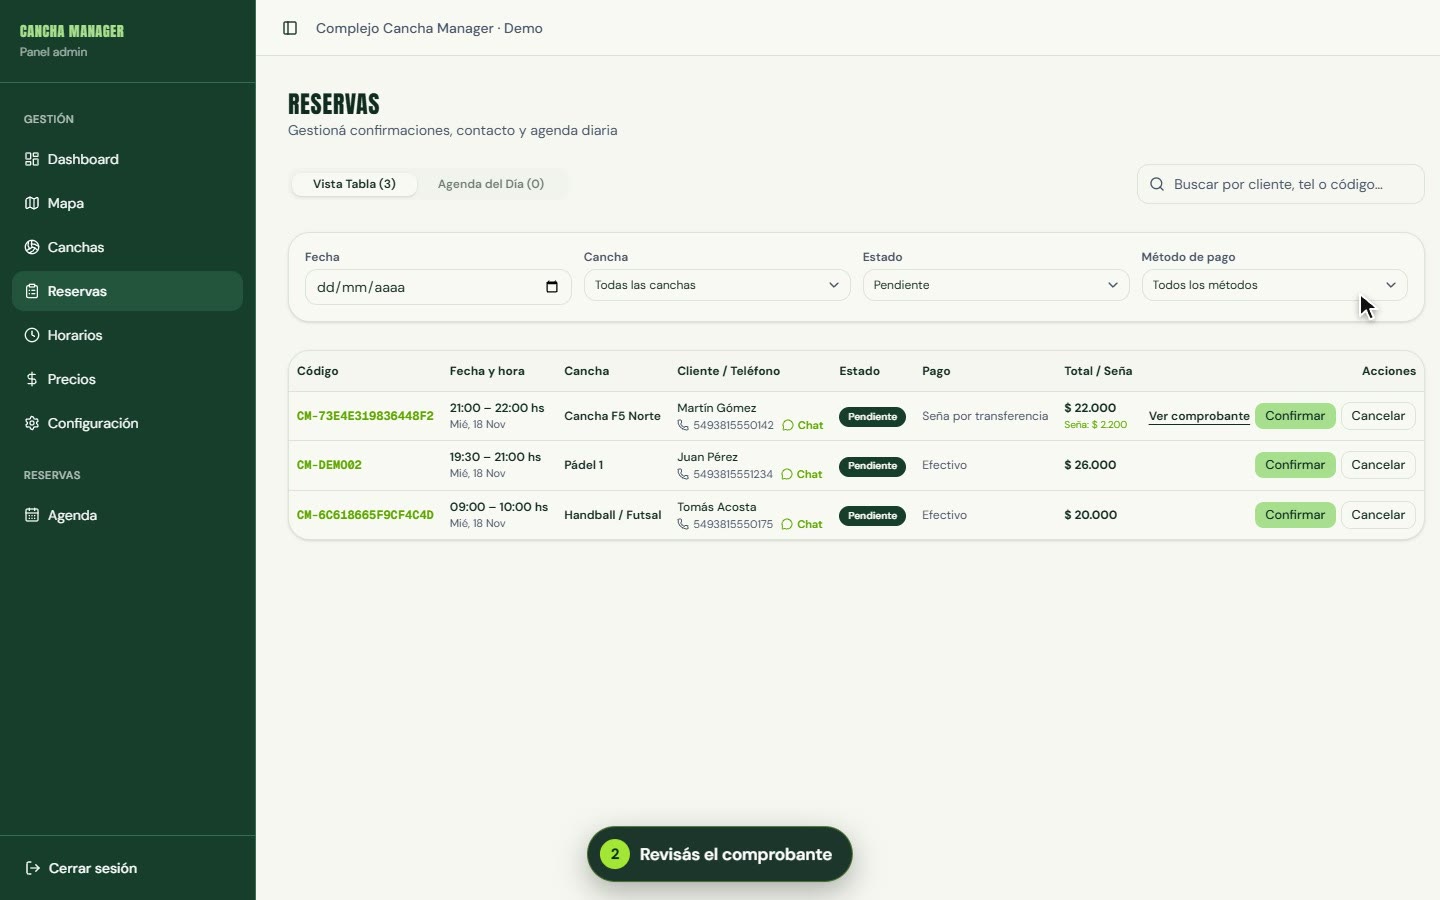 CANCHA MANAGER
Panel admin
GESTIÓN
Dashboard
Mapa
Canchas
Reservas
Horarios
Precios
Configuración
RESERVAS
Agenda
Cerrar sesión
Complejo Cancha Manager · Demo
RESERVAS
Gestioná confirmaciones, contacto y agenda diaria
Vista Tabla (3) Agenda del Día (0)
Buscar por cliente, tel o código...
Fecha Cancha Estado Método de pago
dd/mm/aaaa Todas las canchas Pendiente Todos los métodos
Código Fecha y hora Cancha Cliente / Teléfono Estado Pago Total / Seña Acciones
CM-73E4E319836448F2 21:00 – 22:00 hs Cancha F5 Norte Martín Gómez Pendiente Seña por transferencia $ 22.000 Ver comprobante Confirmar Cancelar
Mié, 18 Nov 5493815550142 Chat Seña: $ 2.200
CM-DEMO02 19:30 – 21:00 hs Pádel 1 Juan Pérez Pendiente Efectivo $ 26.000 Confirmar Cancelar
Mié, 18 Nov 5493815551234 Chat
CM-6C618665F9CF4C4D 09:00 – 10:00 hs Handball / Futsal Tomás Acosta Pendiente Efectivo $ 20.000 Confirmar Cancelar
Mié, 18 Nov 5493815550175 Chat
2 Revisás el comprobante